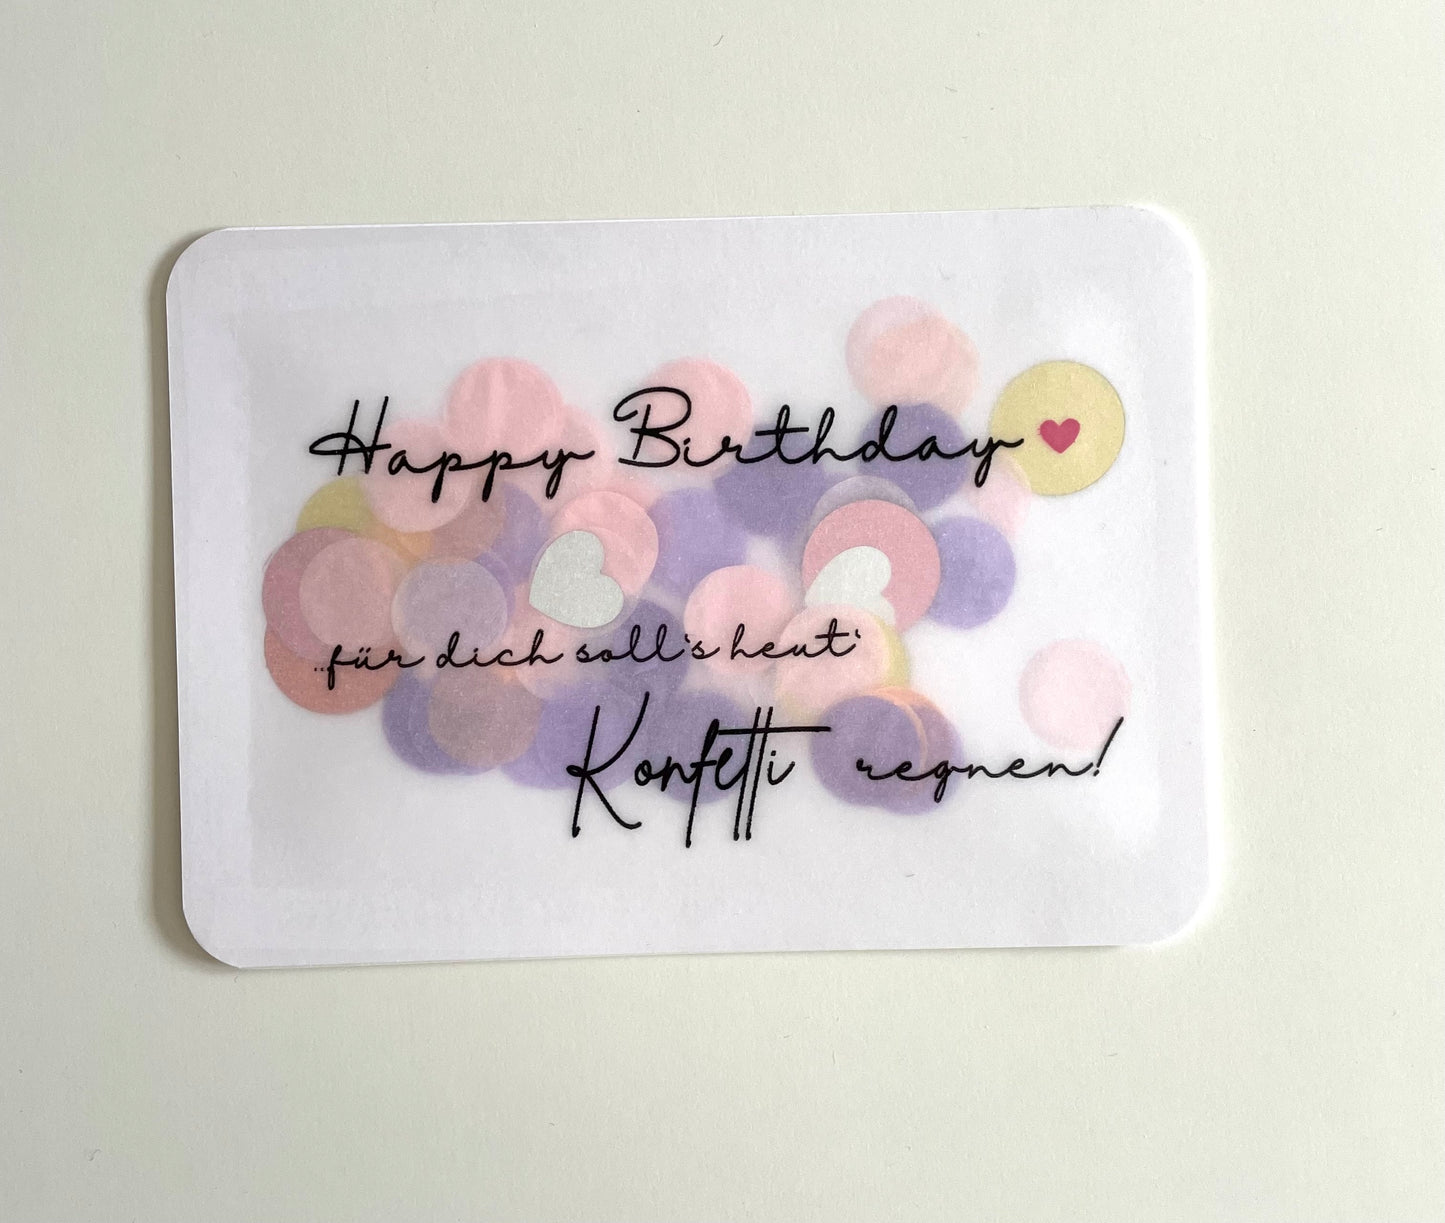 Happy Birthday ♥
..für dich soll's heut'
Konfetti regnen!